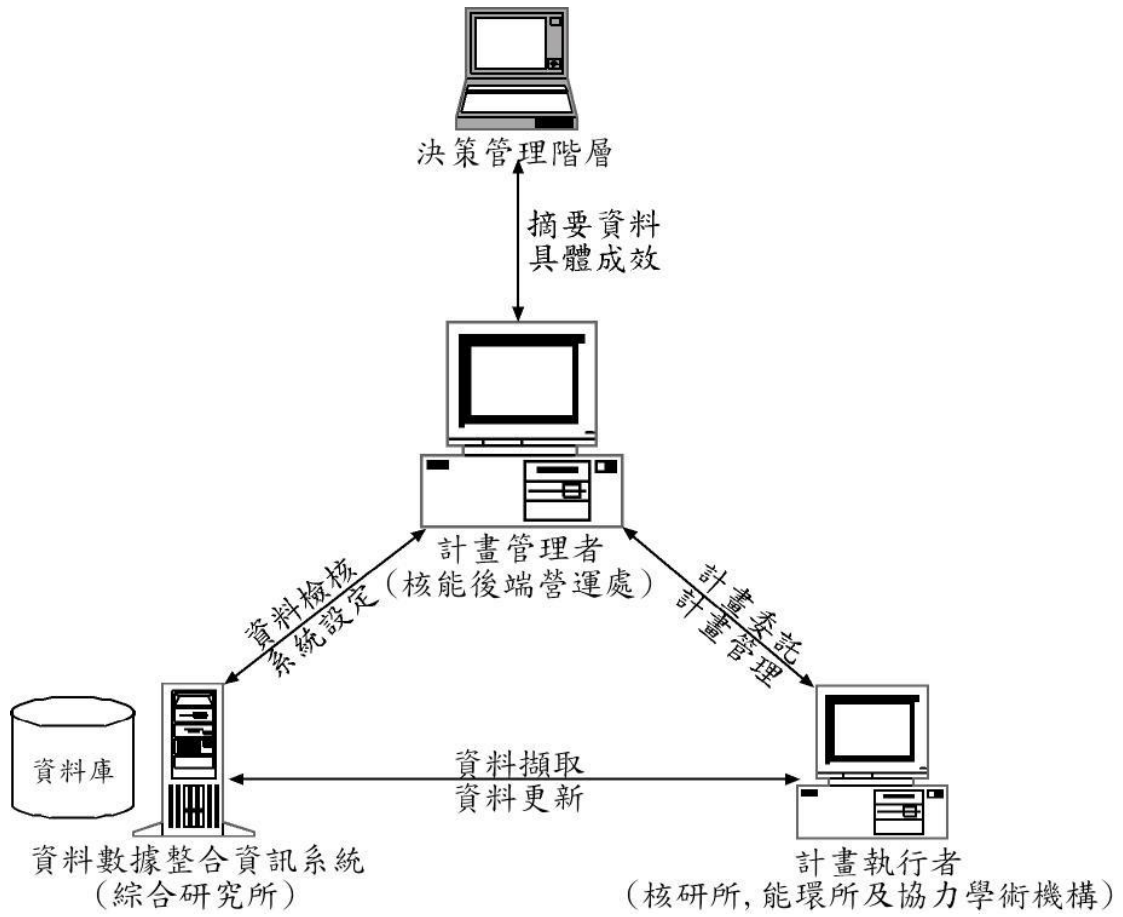 決策管理階層
摘要資料
具體成效
計畫管理者
(核能後端營運處)
資料檢核
系統設定
計畫委託
計畫管理
資料庫
資料擷取
資料更新
資料數據整合資訊系統
(綜合研究所)
計畫執行者
(核研所,能環所及協力學術機構)